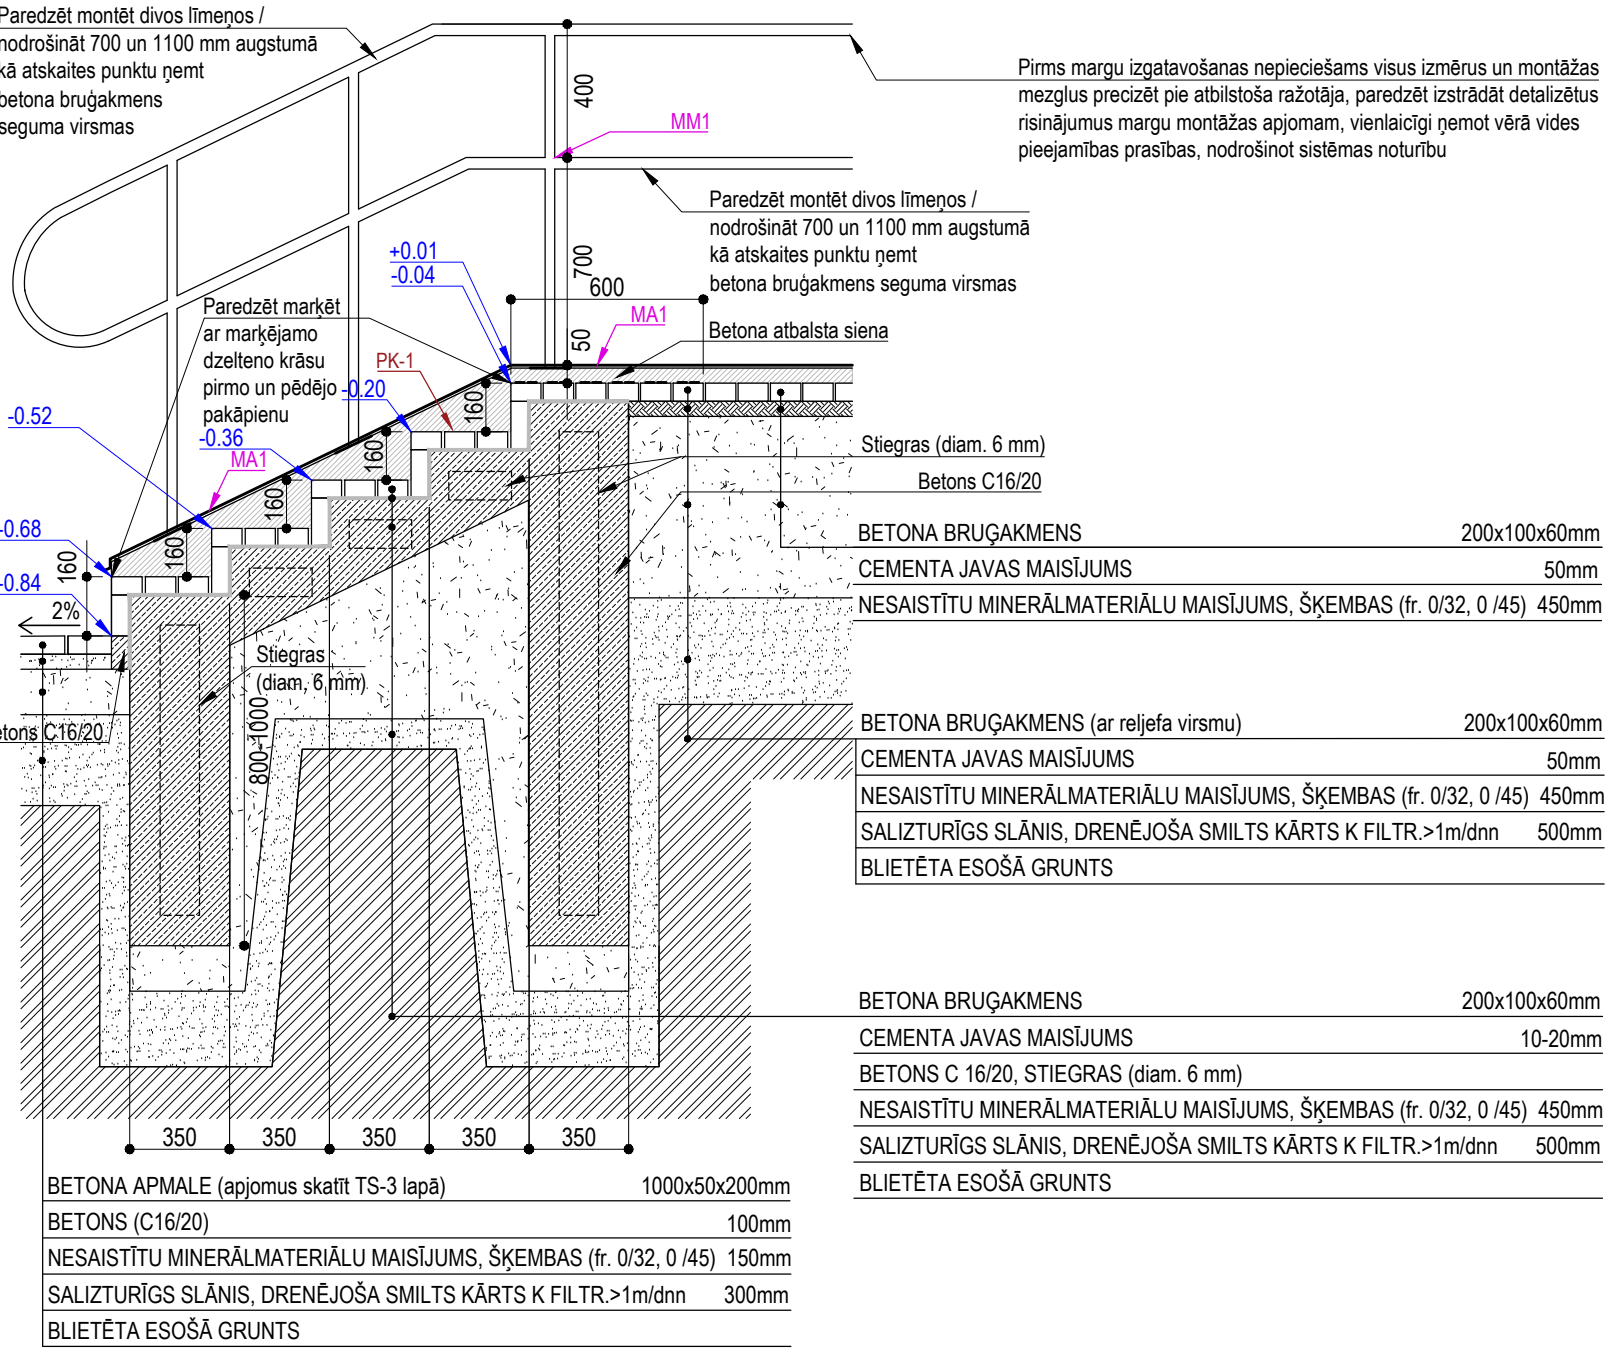 Paredzēt montēt divos līmeņos /
nodrošināt 700 un 1100 mm augstumā
kā atskaites punktu ņemt
betona bruģakmens
seguma virsmas
400
MM1
Pirms margu izgatavošanas nepieciešams visus izmērus un montāžas
mezglus precizēt pie atbilstoša ražotāja, paredzēt izstrādāt detalizētus
risinājumus margu montāžas apjomam, vienlaicīgi ņemot vērā vides
pieejamības prasības, nodrošinot sistēmas noturību
Paredzēt montēt divos līmeņos /
nodrošināt 700 un 1100 mm augstumā
kā atskaites punktu ņemt
betona bruģakmens seguma virsmas
+0.01
-0.04
700
600
50
MA1
Betona atbalsta siena
Paredzēt marķēt
ar marķējamo
dzelteno krāsu
pirmo un pēdējo
pakāpienu
PK-1
-0.20
160
-0.52
-0.36
160
MA1
160
-0.68
160
160
-0.84
2%
Stiegras (diam. 6 mm)
Betons C16/20
Stiegras
(diam. 6 mm)
800-1000
etons C16/20
BETONA BRUĢAKMENS 200x100x60mm
CEMENTA JAVAS MAISĪJUMS 50mm
NESAISTĪTU MINERĀLMATERIĀLU MAISĪJUMS, ŠĶEMBAS (fr. 0/32, 0 /45) 450mm
BETONA BRUĢAKMENS (ar reljefa virsmu) 200x100x60mm
CEMENTA JAVAS MAISĪJUMS 50mm
NESAISTĪTU MINERĀLMATERIĀLU MAISĪJUMS, ŠĶEMBAS (fr. 0/32, 0 /45) 450mm
SALIZTURĪGS SLĀNIS, DRENĒJOŠA SMILTS KĀRTS K FILTR.>1m/dnn 500mm
BLIETĒTA ESOŠĀ GRUNTS
BETONA BRUĢAKMENS 200x100x60mm
CEMENTA JAVAS MAISĪJUMS 10-20mm
BETONS C 16/20, STIEGRAS (diam. 6 mm)
NESAISTĪTU MINERĀLMATERIĀLU MAISĪJUMS, ŠĶEMBAS (fr. 0/32, 0 /45) 450mm
SALIZTURĪGS SLĀNIS, DRENĒJOŠA SMILTS KĀRTS K FILTR.>1m/dnn 500mm
BLIETĒTA ESOŠĀ GRUNTS
350 350 350 350 350
BETONA APMALE (apjomus skatīt TS-3 lapā) 1000x50x200mm
BETONS (C16/20) 100mm
NESAISTĪTU MINERĀLMATERIĀLU MAISĪJUMS, ŠĶEMBAS (fr. 0/32, 0 /45) 150mm
SALIZTURĪGS SLĀNIS, DRENĒJOŠA SMILTS KĀRTS K FILTR.>1m/dnn 300mm
BLIETĒTA ESOŠĀ GRUNTS